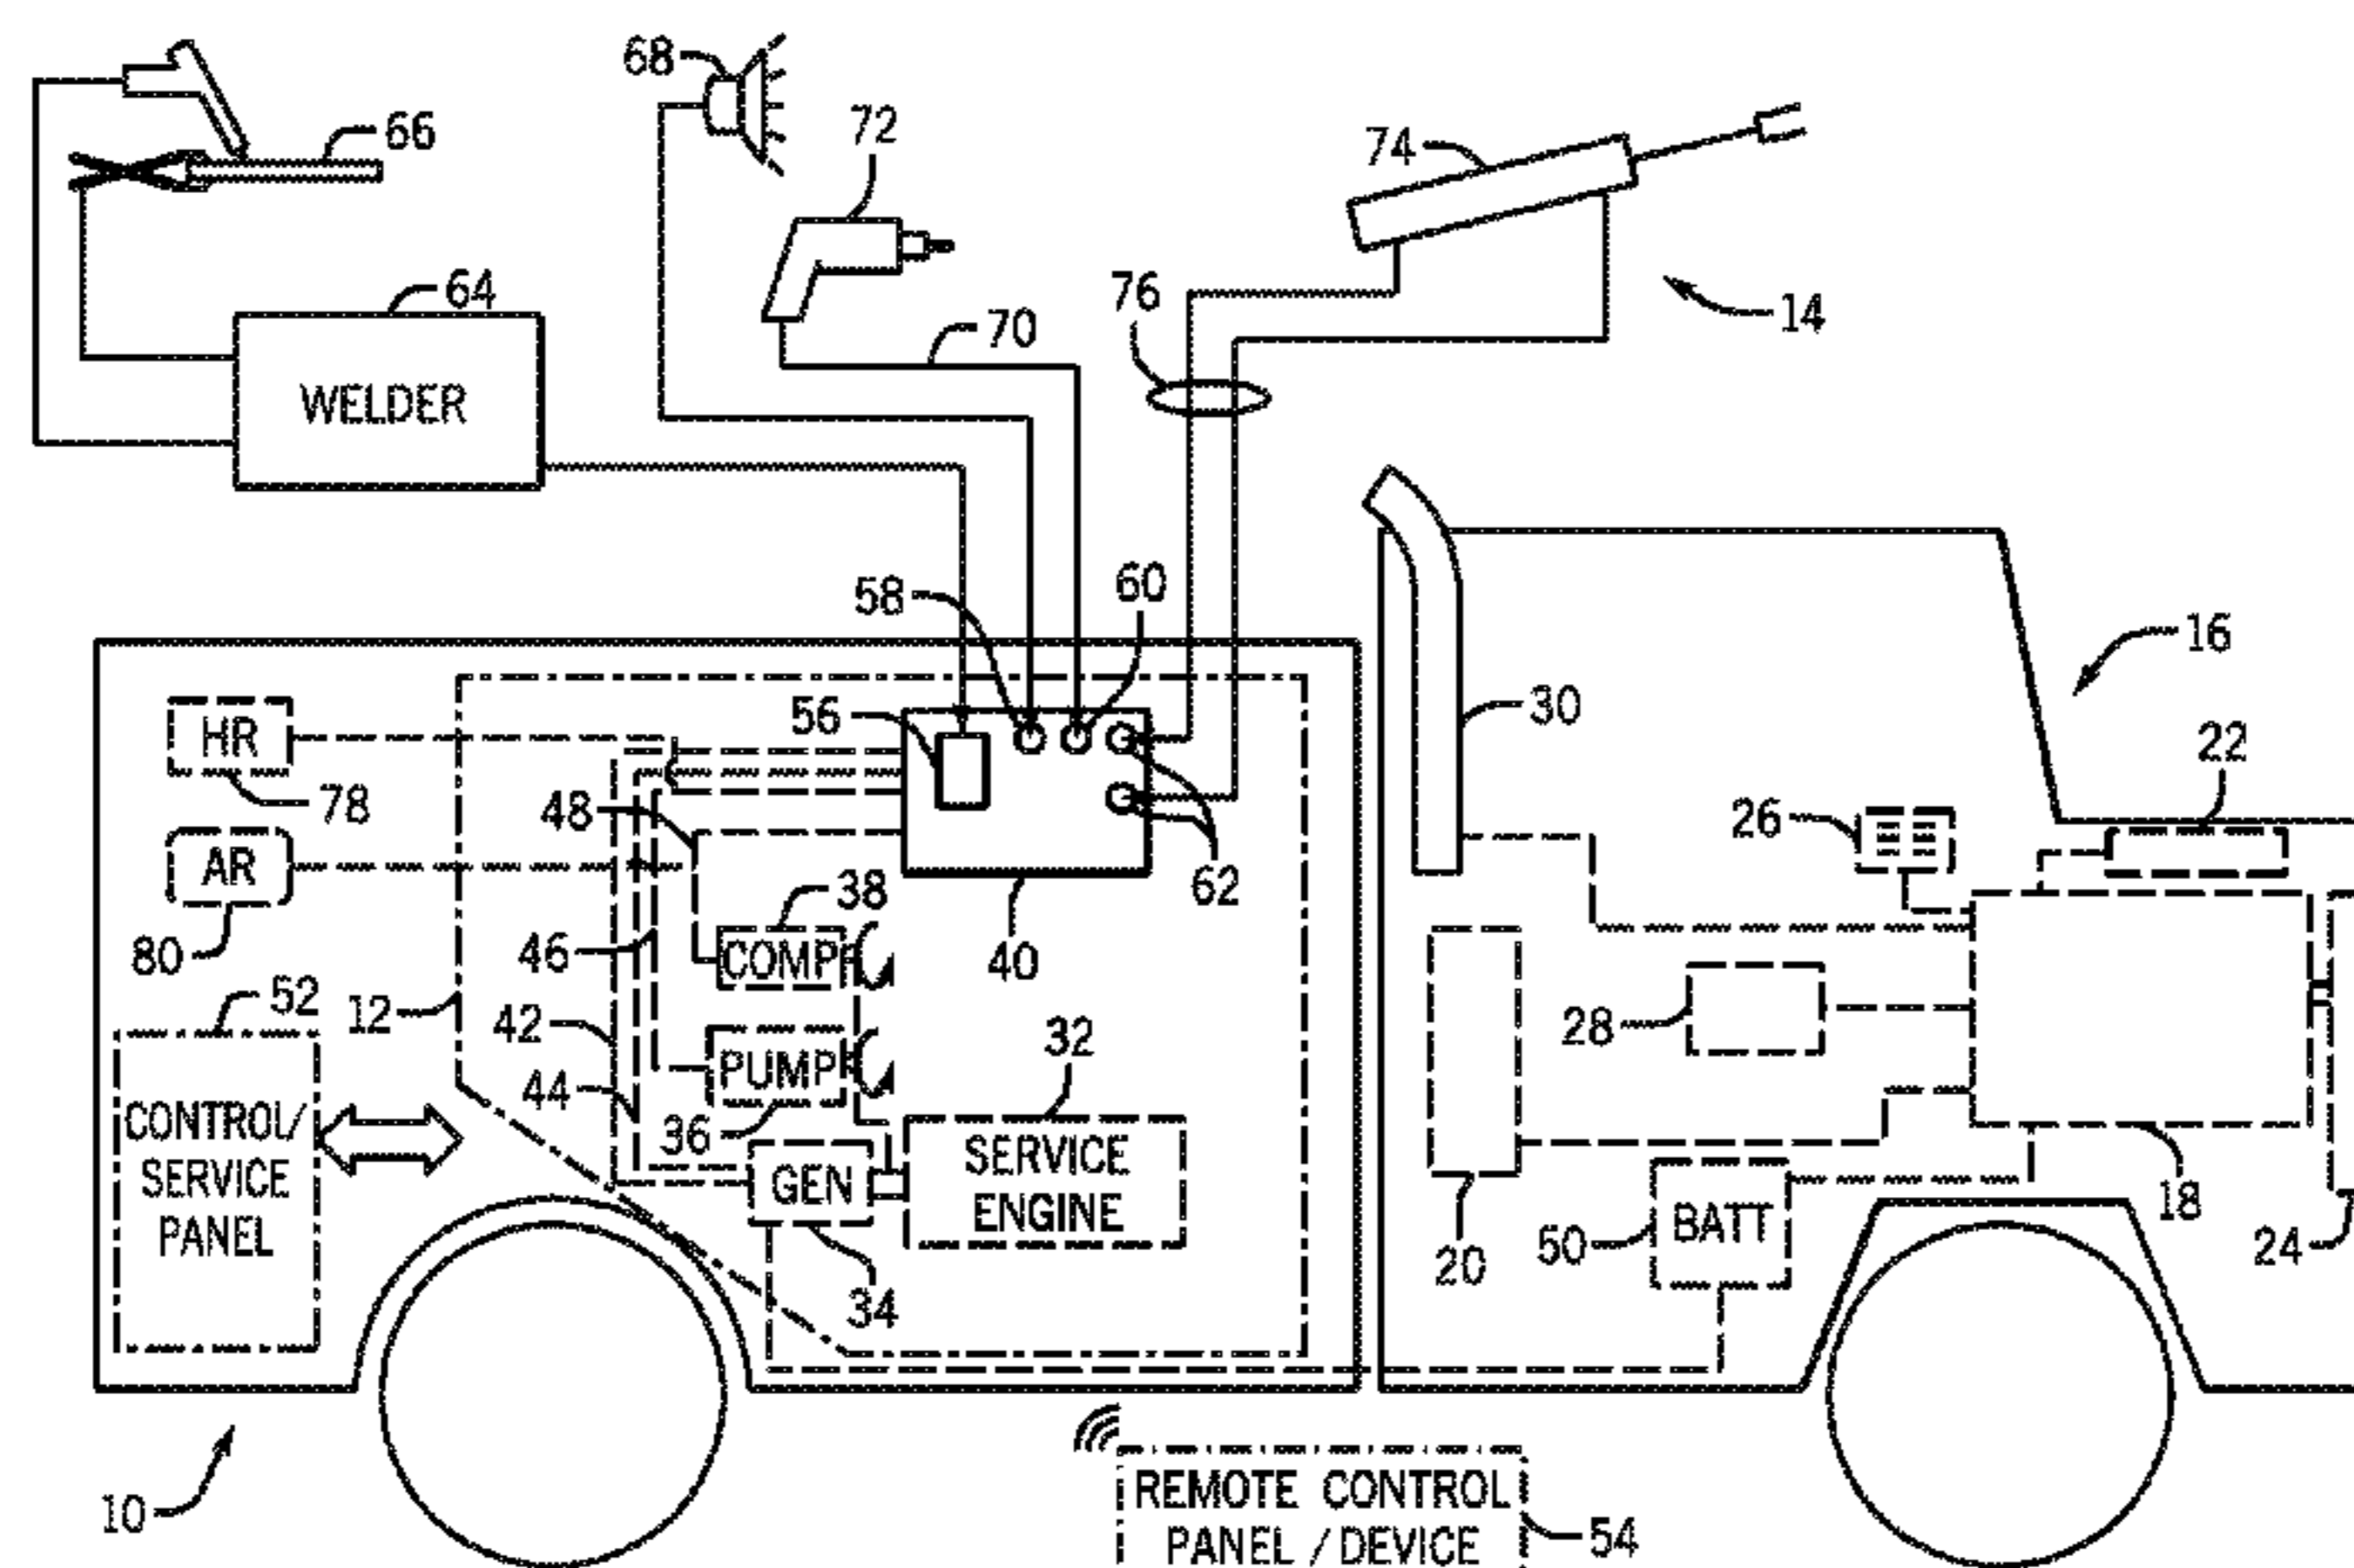 68
66
72
74
64
76
14
70
WELDER
58
60
16
30
56
22
HR
78
48
26
AR
62
38
80
46
COMP
40
52
12
42
28
32
PUMP
44
CONTROL/
SERVICE
PANEL
36
SERVICE
ENGINE
GEN
18
50
BATT
20
24
34
10
REMOTE CONTROL
PANEL / DEVICE
54